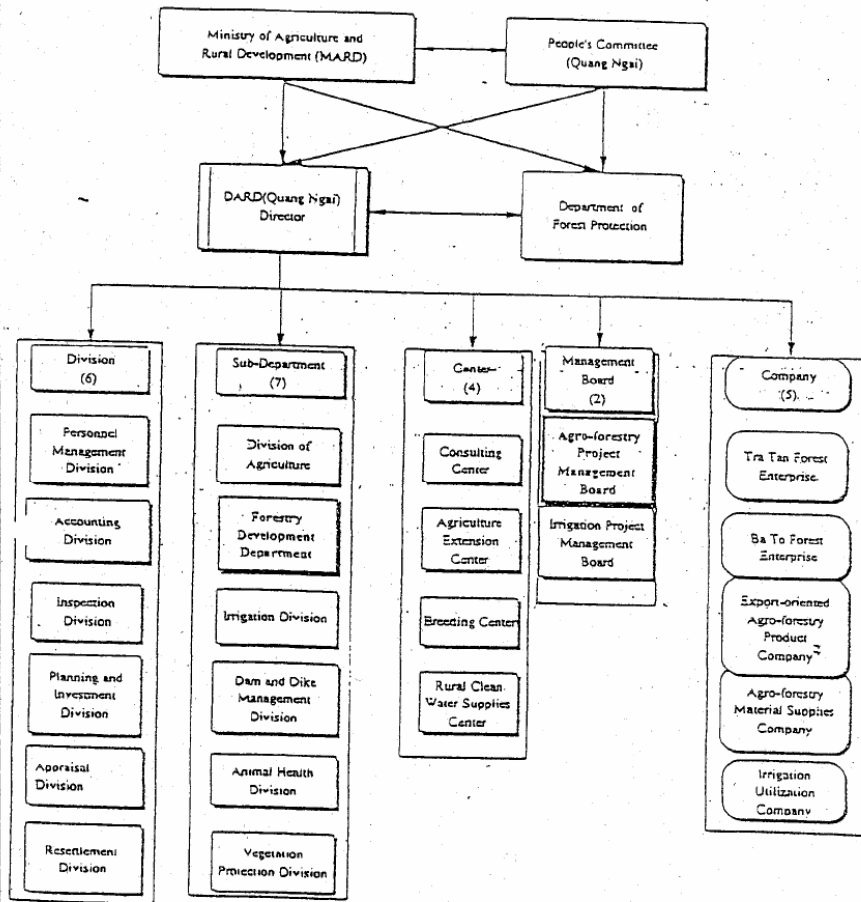 Ministry of Agriculture and
Rural Development (MARD)
People's Committee
(Quang Ngai)
DARD(Quang Ngai)
Director
Department of
Forest Protection
Division
(6)
Personnel
Management
Division
Accounting
Division
Inspection
Division
Planning and
Investment
Division
Appraisal
Division
Resettlement
Division
Sub-Department
(7)
Division of
Agriculture
Forestry
Development
Department
Irrigation Division
Dam and Dike
Management
Division
Animal Health
Division
Vegetation
Protection Division
Center
(4)
Consulting
Center
Agriculture
Extension
Center
Breeding Center
Rural Clean
Water Supplies
Center
Management
Board
(2)
Agro-forestry
Project
Management
Board
Irrigation Project
Management
Board
Company
(5)
Tra Tan Forest
Enterprise
Ba To Forest
Enterprise
Export-oriented
Agro-forestry
Product
Company
Agro-forestry
Material Supplies
Company
Irrigation
Utilization
Company